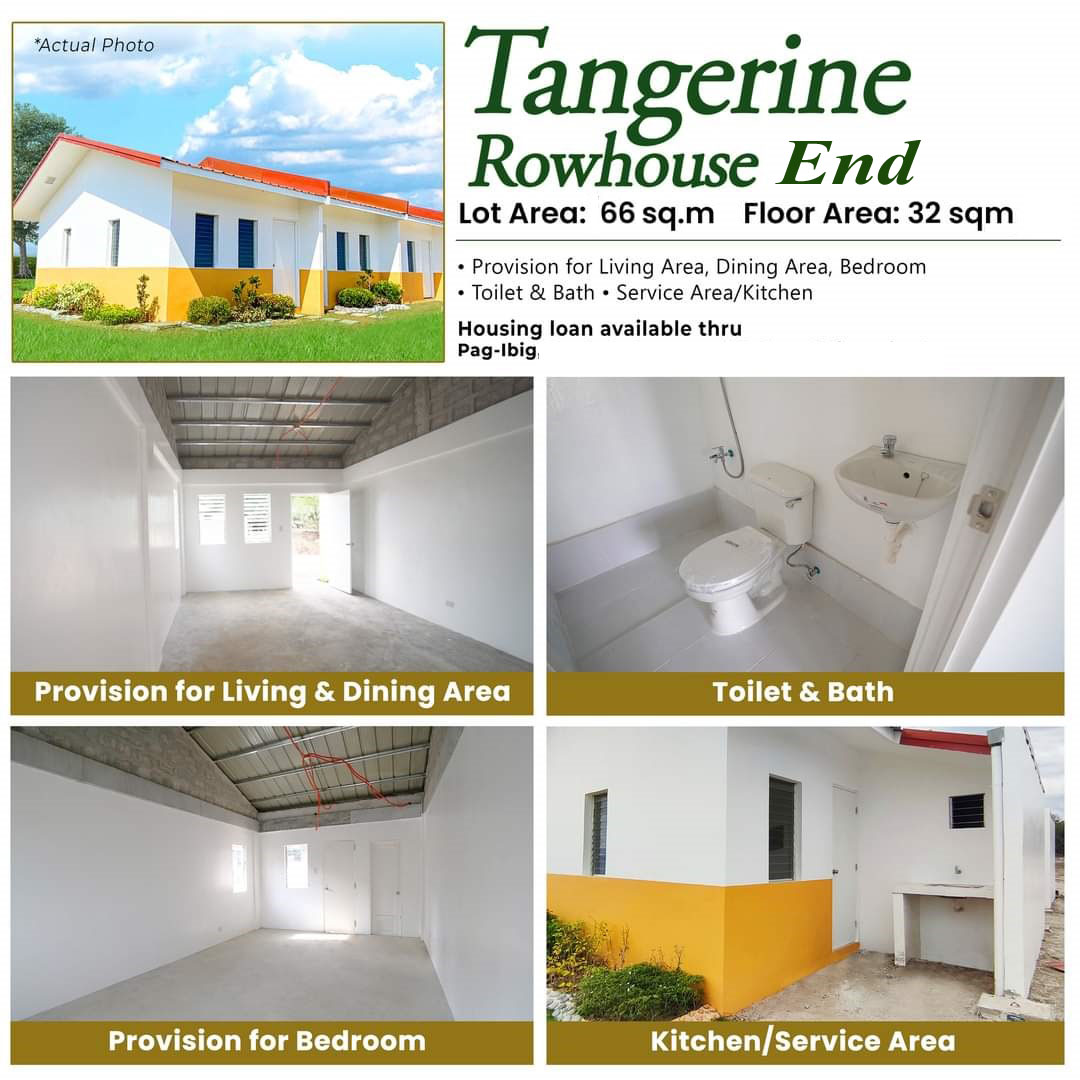 *Actual Photo
Tangerine
Rowhouse End
Lot Area: 66 sq.m Floor Area: 32 sqm
• Provision for Living Area, Dining Area, Bedroom
• Toilet & Bath • Service Area/Kitchen
Housing loan available thru
Pag-Ibig,
Provision for Living & Dining Area
Toilet & Bath
Provision for Bedroom
Kitchen/Service Area